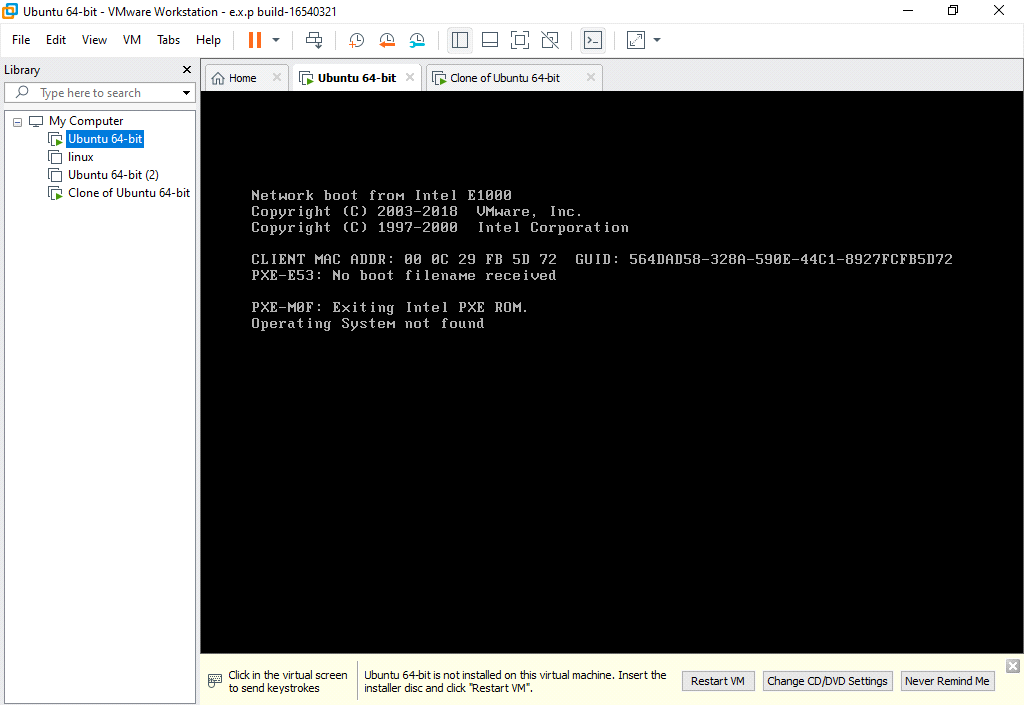 Ubuntu 64-bit - VMware Workstation - e.x.p build-16540321
File Edit View VM Tabs Help
Library
Type here to search
My Computer
Ubuntu 64-bit
linux
Ubuntu 64-bit (2)
Clone of Ubuntu 64-bit
Home Ubuntu 64-bit Clone of Ubuntu 64-bit
Network boot from Intel E1000
Copyright (C) 2003-2018 VMware, Inc.
Copyright (C) 1997-2000 Intel Corporation
CLIENT MAC ADDR: 00 0C 29 FB 5D 72 GUID: 564DAD58-328A-590E-44C1-8927FCFB5D72
PXE-E53: No boot filename received
PXE-M0F: Exiting Intel PXE ROM.
Operating System not found
Click in the virtual screen
to send keystrokes
Ubuntu 64-bit is not installed on this virtual machine. Insert the
installer disc and click "Restart VM".
Restart VM Change CD/DVD Settings Never Remind Me